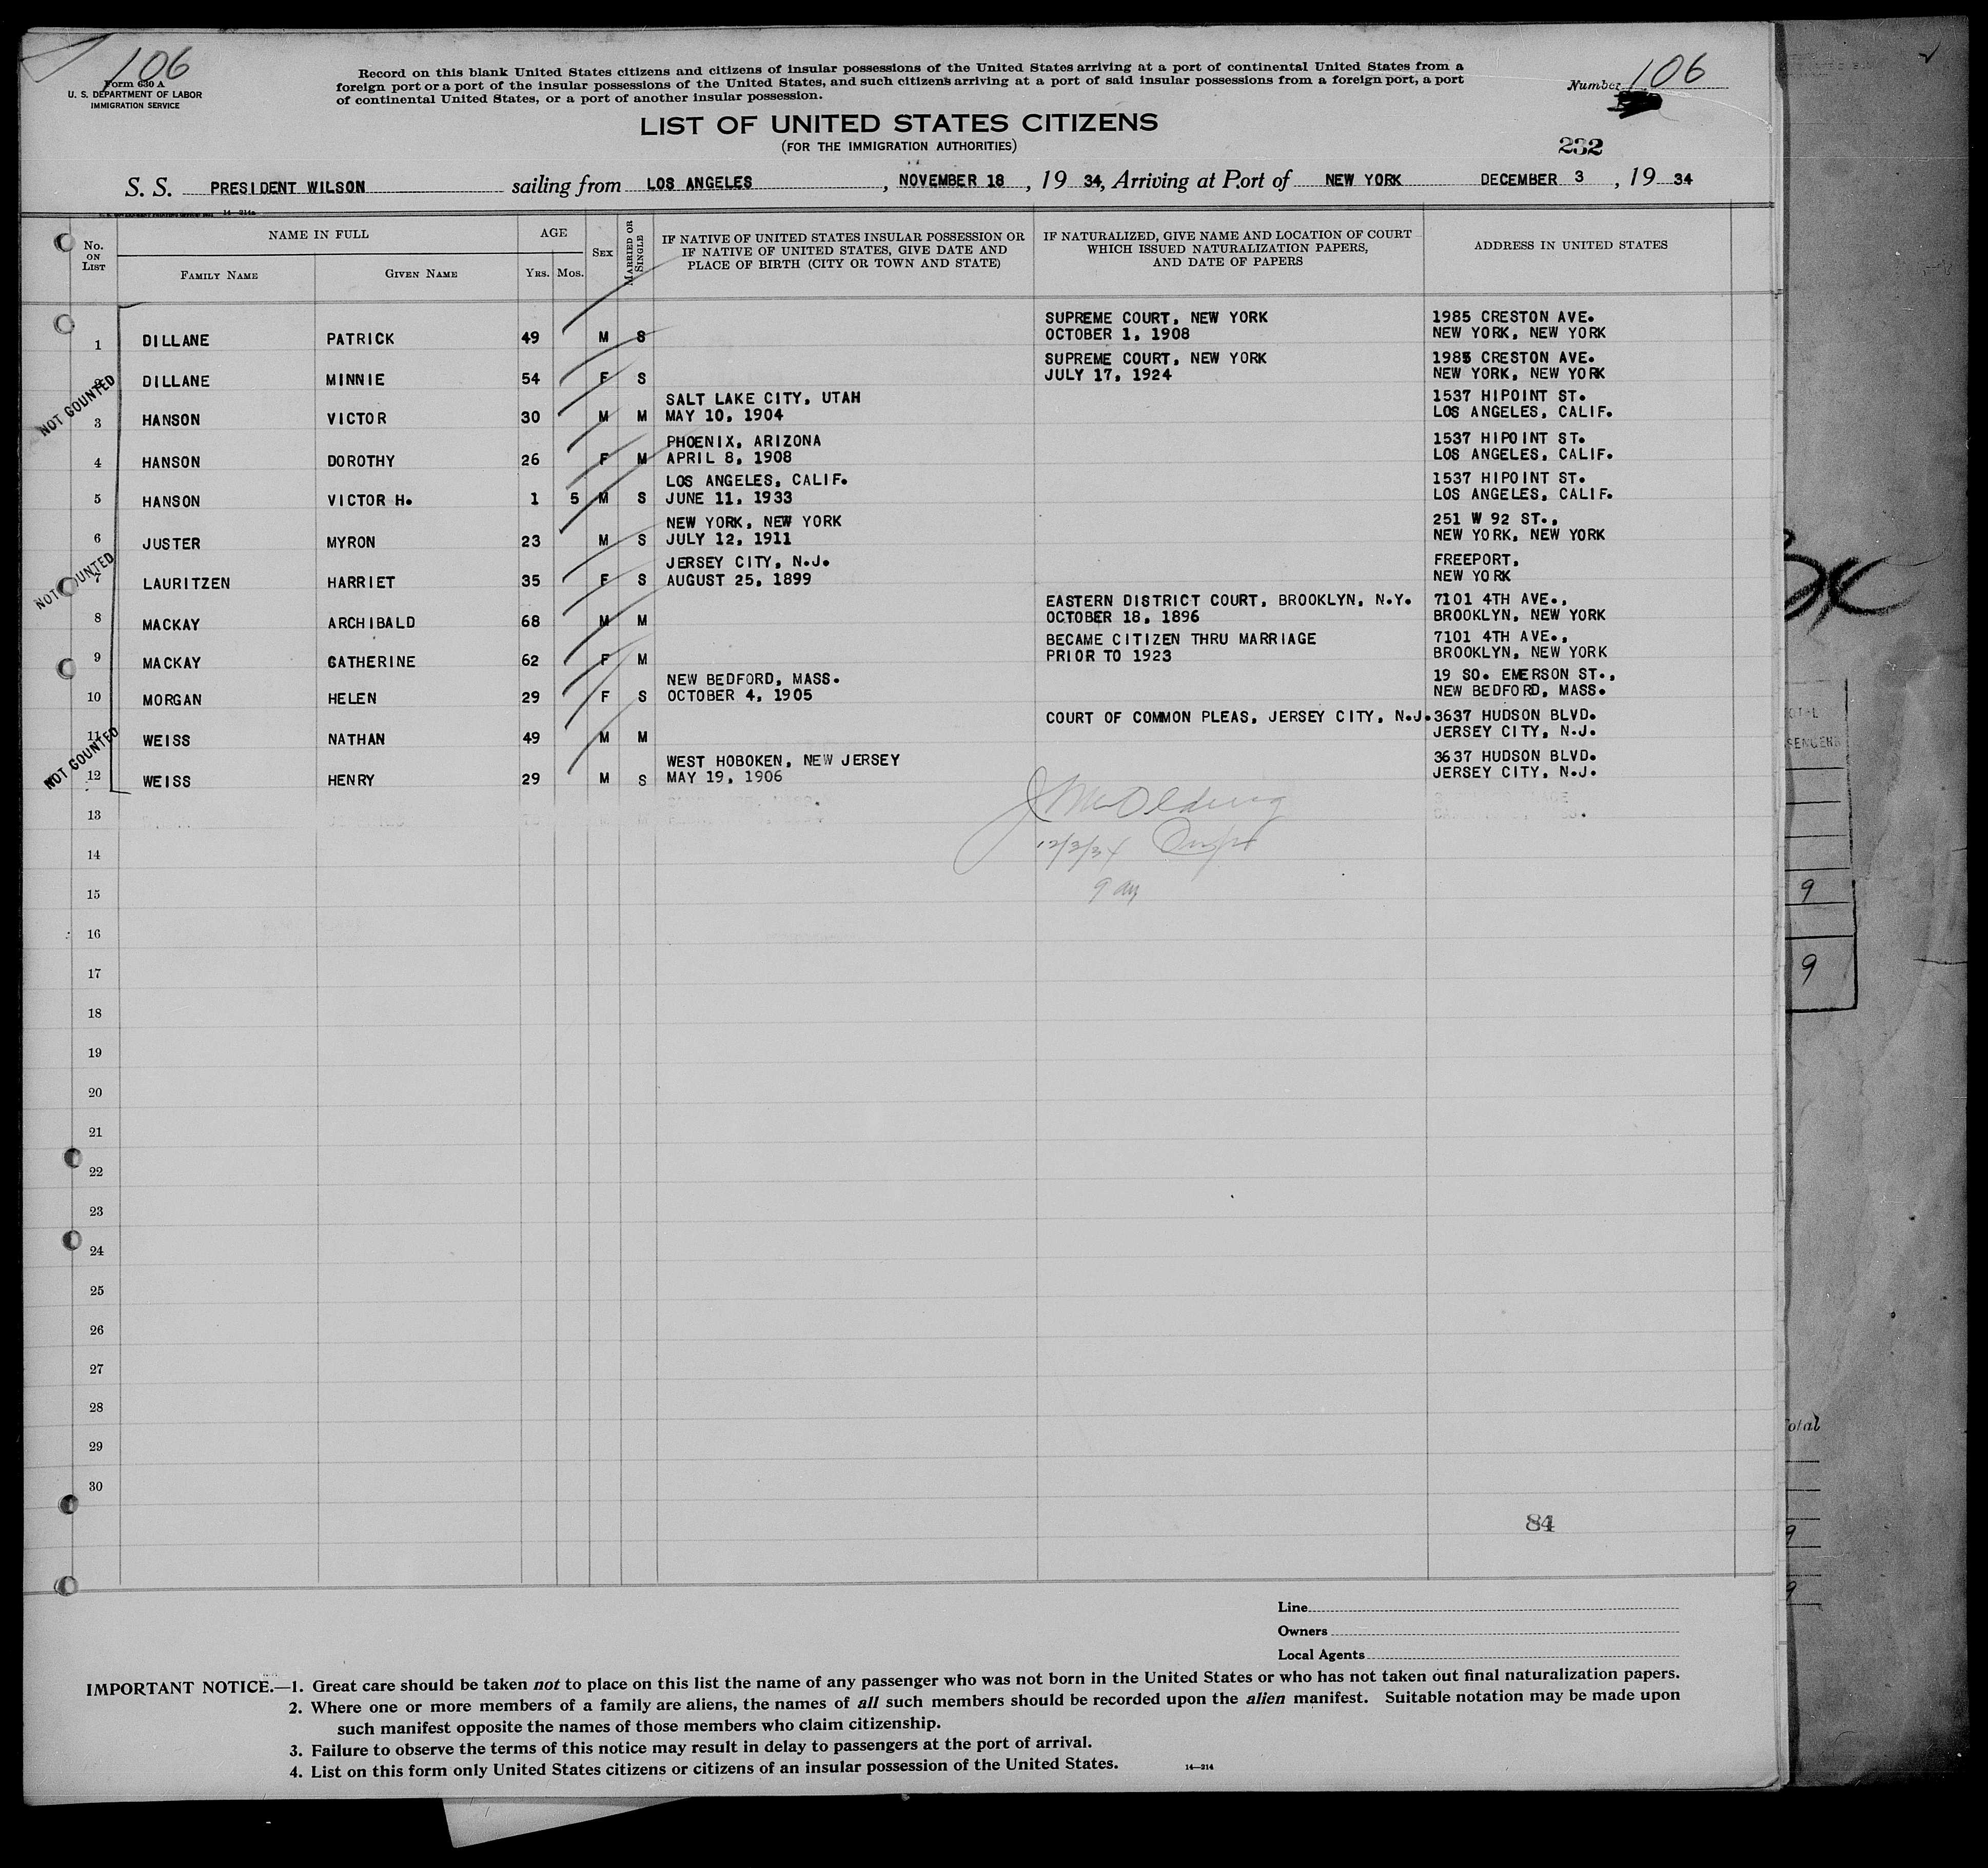 106
Form 630 A
U. S. DEPARTMENT OF LABOR
IMMIGRATION SERVICE
Record on this blank United States citizens and citizens of insular possessions of the United States arriving at a port of continental United States from a
foreign port or a port of the insular possessions of the United States, and such citizens arriving at a port of said insular possessions from a foreign port, a port
of continental United States, or a port of another insular possession.
Number 106
LIST OF UNITED STATES CITIZENS
(FOR THE IMMIGRATION AUTHORITIES)
232
S. S. PRESIDENT WILSON sailing from LOS ANGELES, NOVEMBER 18, 19 34, Arriving at Port of NEW YORK DECEMBER 3, 19 34
No. ON LIST
NAME IN FULL
FAMILY NAME
GIVEN NAME
AGE
YRS. MOS.
SEX
MARRIED OR SINGLE
IF NATIVE OF UNITED STATES INSULAR POSSESSION OR
IF NATIVE OF UNITED STATES, GIVE DATE AND
PLACE OF BIRTH (CITY OR TOWN AND STATE)
IF NATURALIZED, GIVE NAME AND LOCATION OF COURT
WHICH ISSUED NATURALIZATION PAPERS,
AND DATE OF PAPERS
ADDRESS IN UNITED STATES
SUPREME COURT, NEW YORK 1985 CRESTON AVE.
1 DILLANE PATRICK 49 M S OCTOBER 1, 1908 NEW YORK, NEW YORK
SUPREME COURT, NEW YORK 1985 CRESTON AVE.
2 DILLANE MINNIE 54 F S JULY 17, 1924 NEW YORK, NEW YORK
NOT COUNTED
SALT LAKE CITY, UTAH 1537 HIPOINT ST.
3 HANSON VICTOR 30 M M MAY 10, 1904 LOS ANGELES, CALIF.
PHOENIX, ARIZONA 1537 HIPOINT ST.
4 HANSON DOROTHY 26 F M APRIL 8, 1908 LOS ANGELES, CALIF.
LOS ANGELES, CALIF. 1537 HIPOINT ST.
5 HANSON VICTOR H. 1 5 M S JUNE 11, 1933 LOS ANGELES, CALIF.
NEW YORK, NEW YORK 251 W 92 ST.,
6 JUSTER MYRON 23 M S JULY 12, 1911 NEW YORK, NEW YORK
NOT COUNTED
JERSEY CITY, N.J. FREEPORT,
7 LAURITZEN HARRIET 35 F S AUGUST 25, 1899 NEW YORK
EASTERN DISTRICT COURT, BROOKLYN, N.Y. 7101 4TH AVE.,
8 MACKAY ARCHIBALD 68 M M OCTOBER 18, 1896 BROOKLYN, NEW YORK
BECAME CITIZEN THRU MARRIAGE 7101 4TH AVE.,
9 MACKAY CATHERINE 62 F M PRIOR TO 1923 BROOKLYN, NEW YORK
NEW BEDFORD, MASS. 19 SO. EMERSON ST.,
10 MORGAN HELEN 29 F S OCTOBER 4, 1905 NEW BEDFORD, MASS.
COURT OF COMMON PLEAS, JERSEY CITY, N.J. 3637 HUDSON BLVD.
11 WEISS NATHAN 49 M M JERSEY CITY, N.J.
NOT COUNTED
WEST HOBOKEN, NEW JERSEY 3637 HUDSON BLVD.
12 WEISS HENRY 29 M S MAY 19, 1906 JERSEY CITY, N.J.
13
12/3/34
14
15
16
17
18
19
20
21
22
23
24
25
26
27
28
29
30
84
9
9
Line
Owners
Local Agents
IMPORTANT NOTICE.—1. Great care should be taken not to place on this list the name of any passenger who was not born in the United States or who has not taken out final naturalization papers.
2. Where one or more members of a family are aliens, the names of all such members should be recorded upon the alien manifest. Suitable notation may be made upon
such manifest opposite the names of those members who claim citizenship.
3. Failure to observe the terms of this notice may result in delay to passengers at the port of arrival.
4. List on this form only United States citizens or citizens of an insular possession of the United States.
14—214